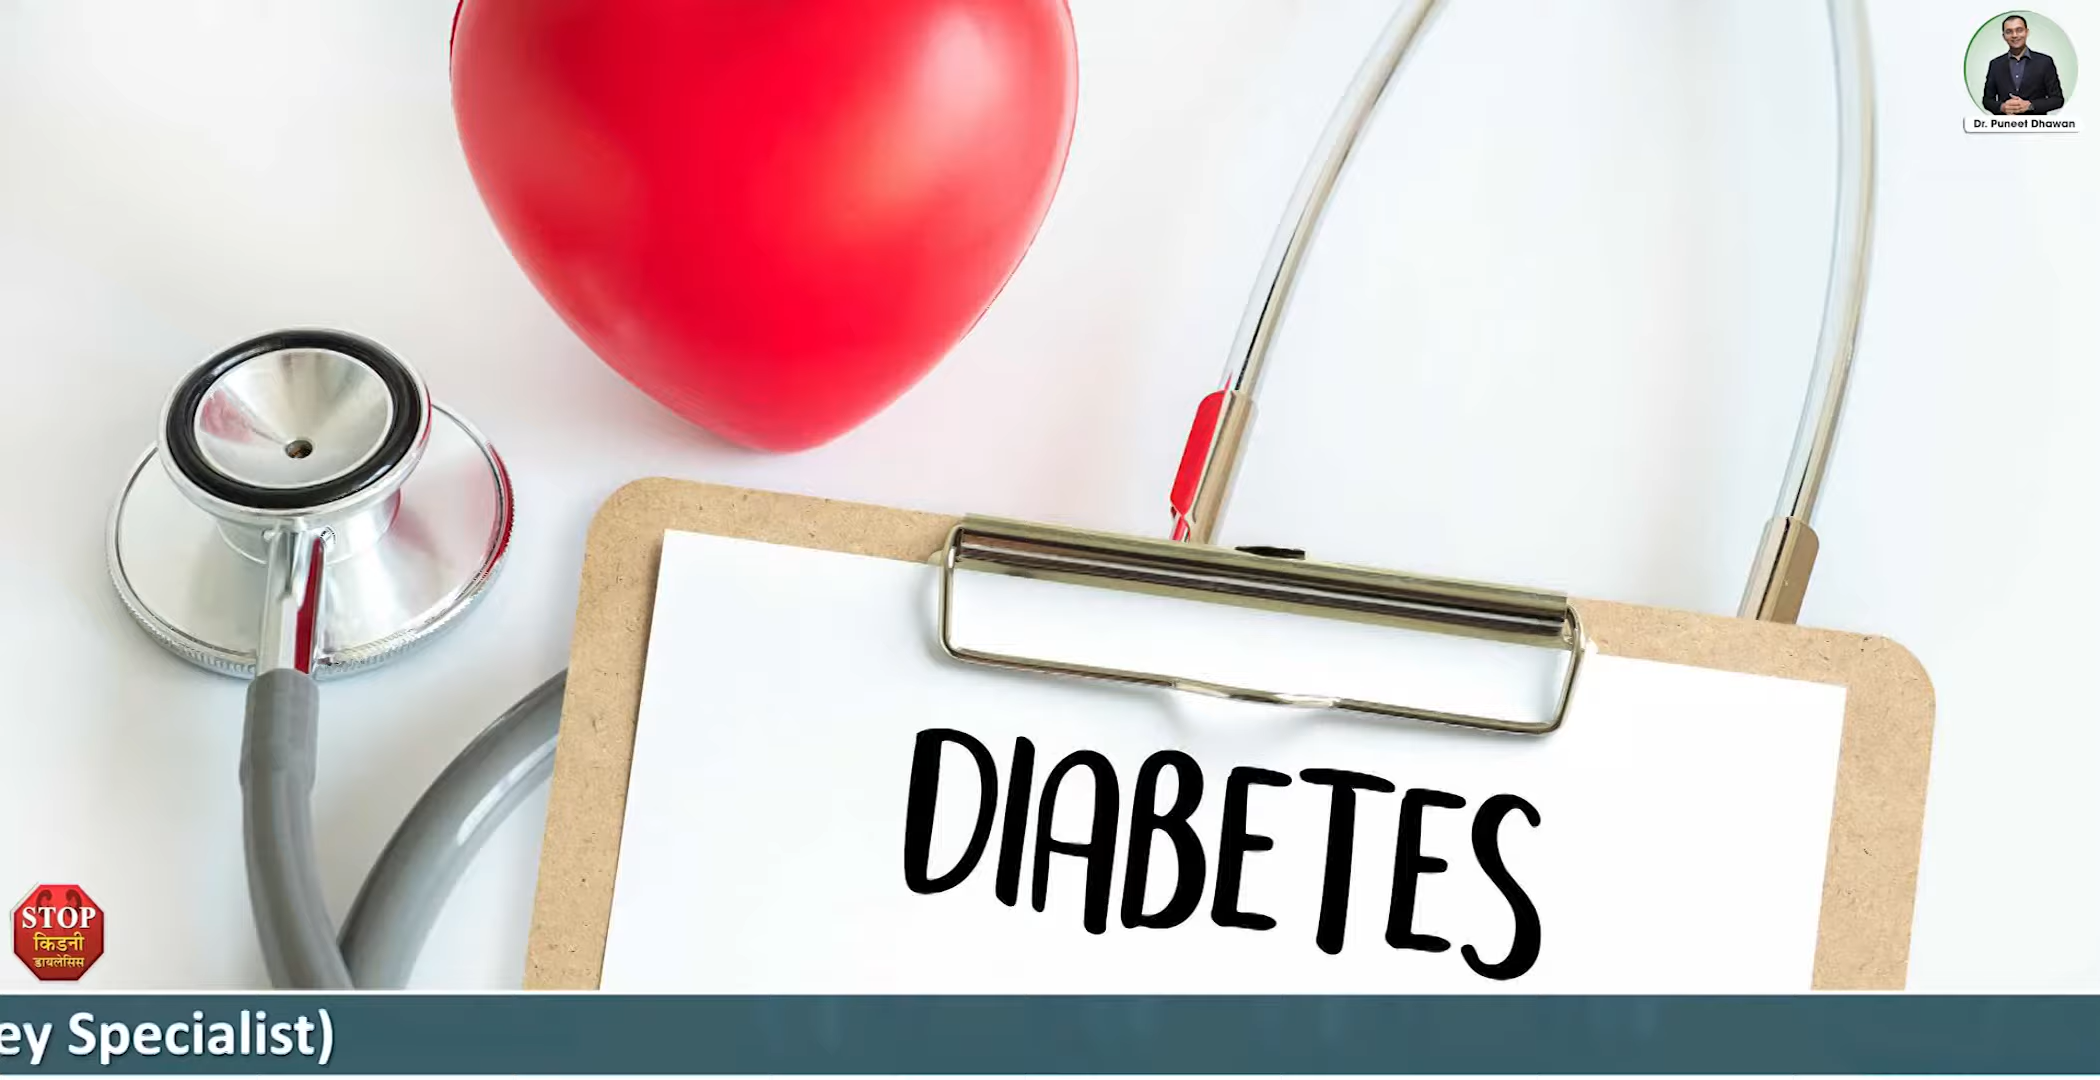 Dr. Puneet Dhawan
DIABETES
STOP
किडनी
डायलेसिस
ey Specialist)